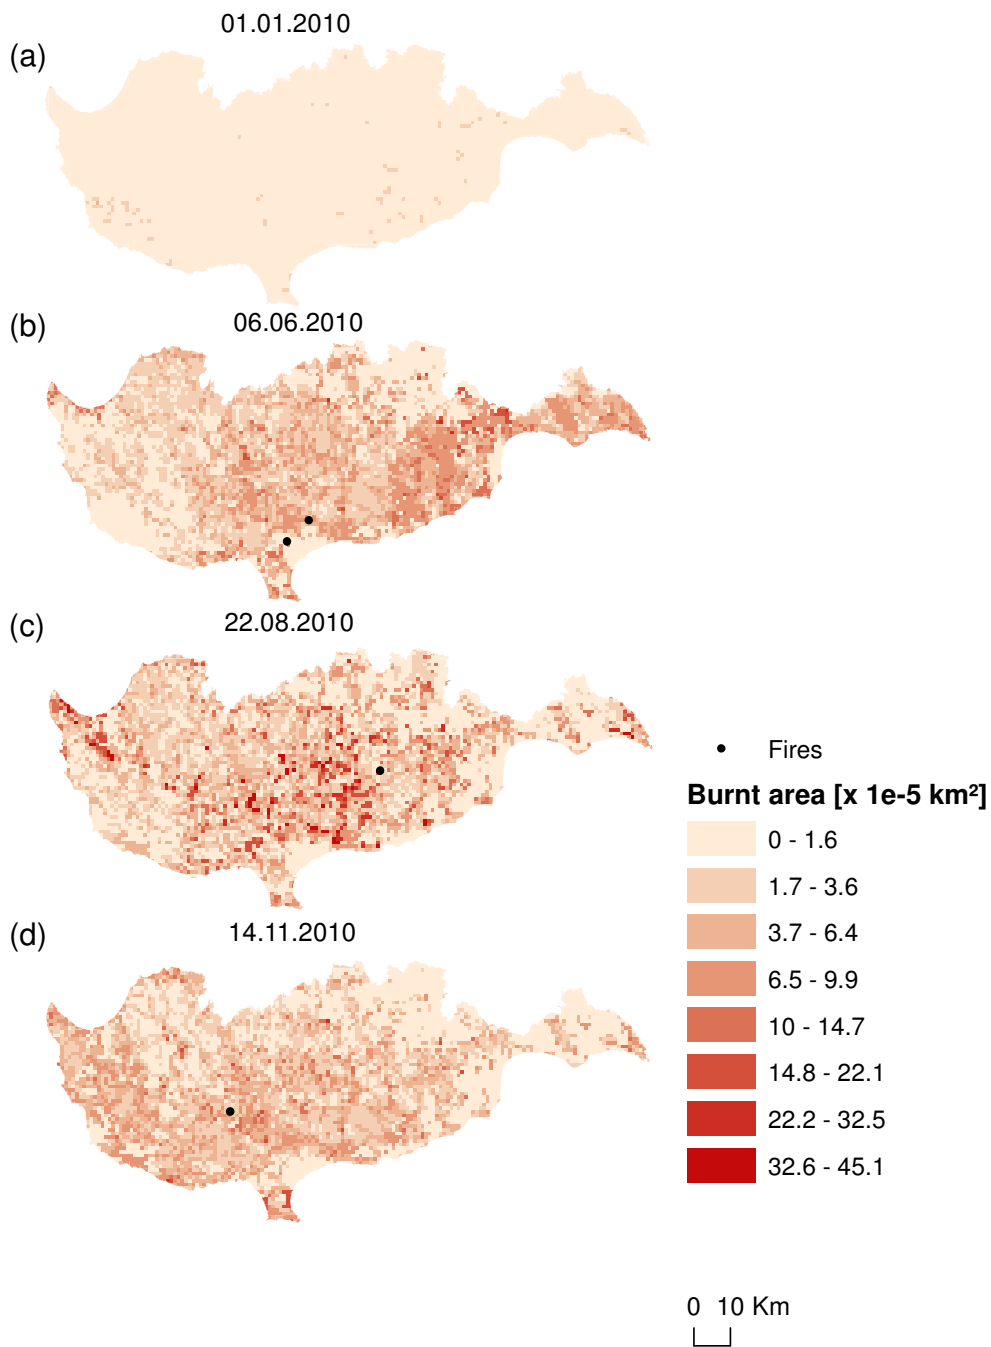 01.01.2010
(a)
(b)
06.06.2010
(c)
22.08.2010
Fires
Burnt area [x 1e-5 km²]
0 - 1.6
1.7 - 3.6
3.7 - 6.4
6.5 - 9.9
10 - 14.7
14.8 - 22.1
22.2 - 32.5
32.6 - 45.1
(d)
14.11.2010
0 10 Km